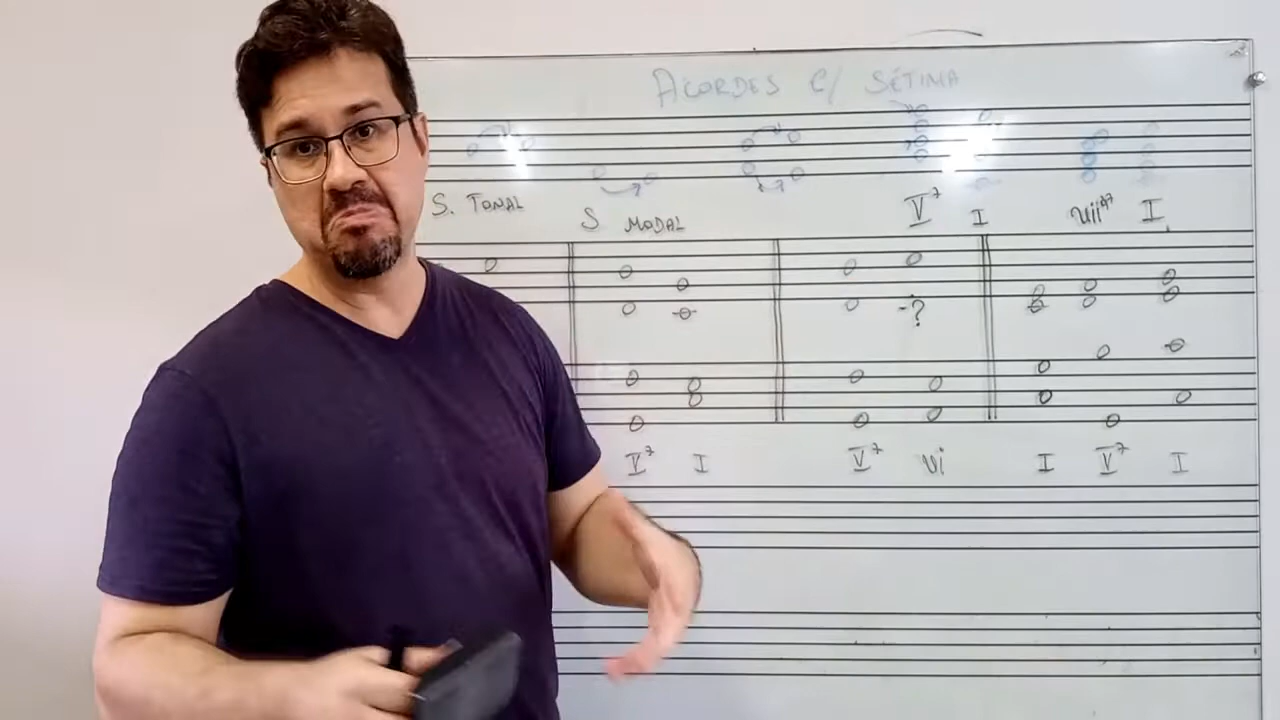 ACORDES C/ SÉTIMA
S. TONAL
S MODAL
V7 I
vii°7 I
-?
V7 I
V7 vi
I V7 I